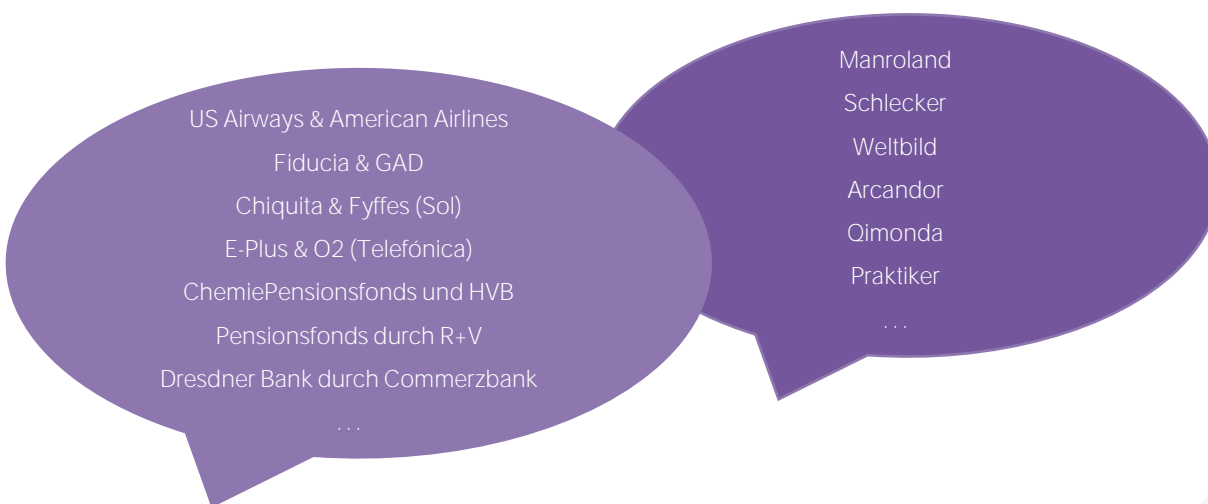 US Airways & American Airlines
Fiducia & GAD
Chiquita & Fyffes (Sol)
E-Plus & O2 (Telefónica)
ChemiePensionsfonds und HVB
Pensionsfonds durch R+V
Dresdner Bank durch Commerzbank
...
Manroland
Schlecker
Weltbild
Arcandor
Qimonda
Praktiker
...